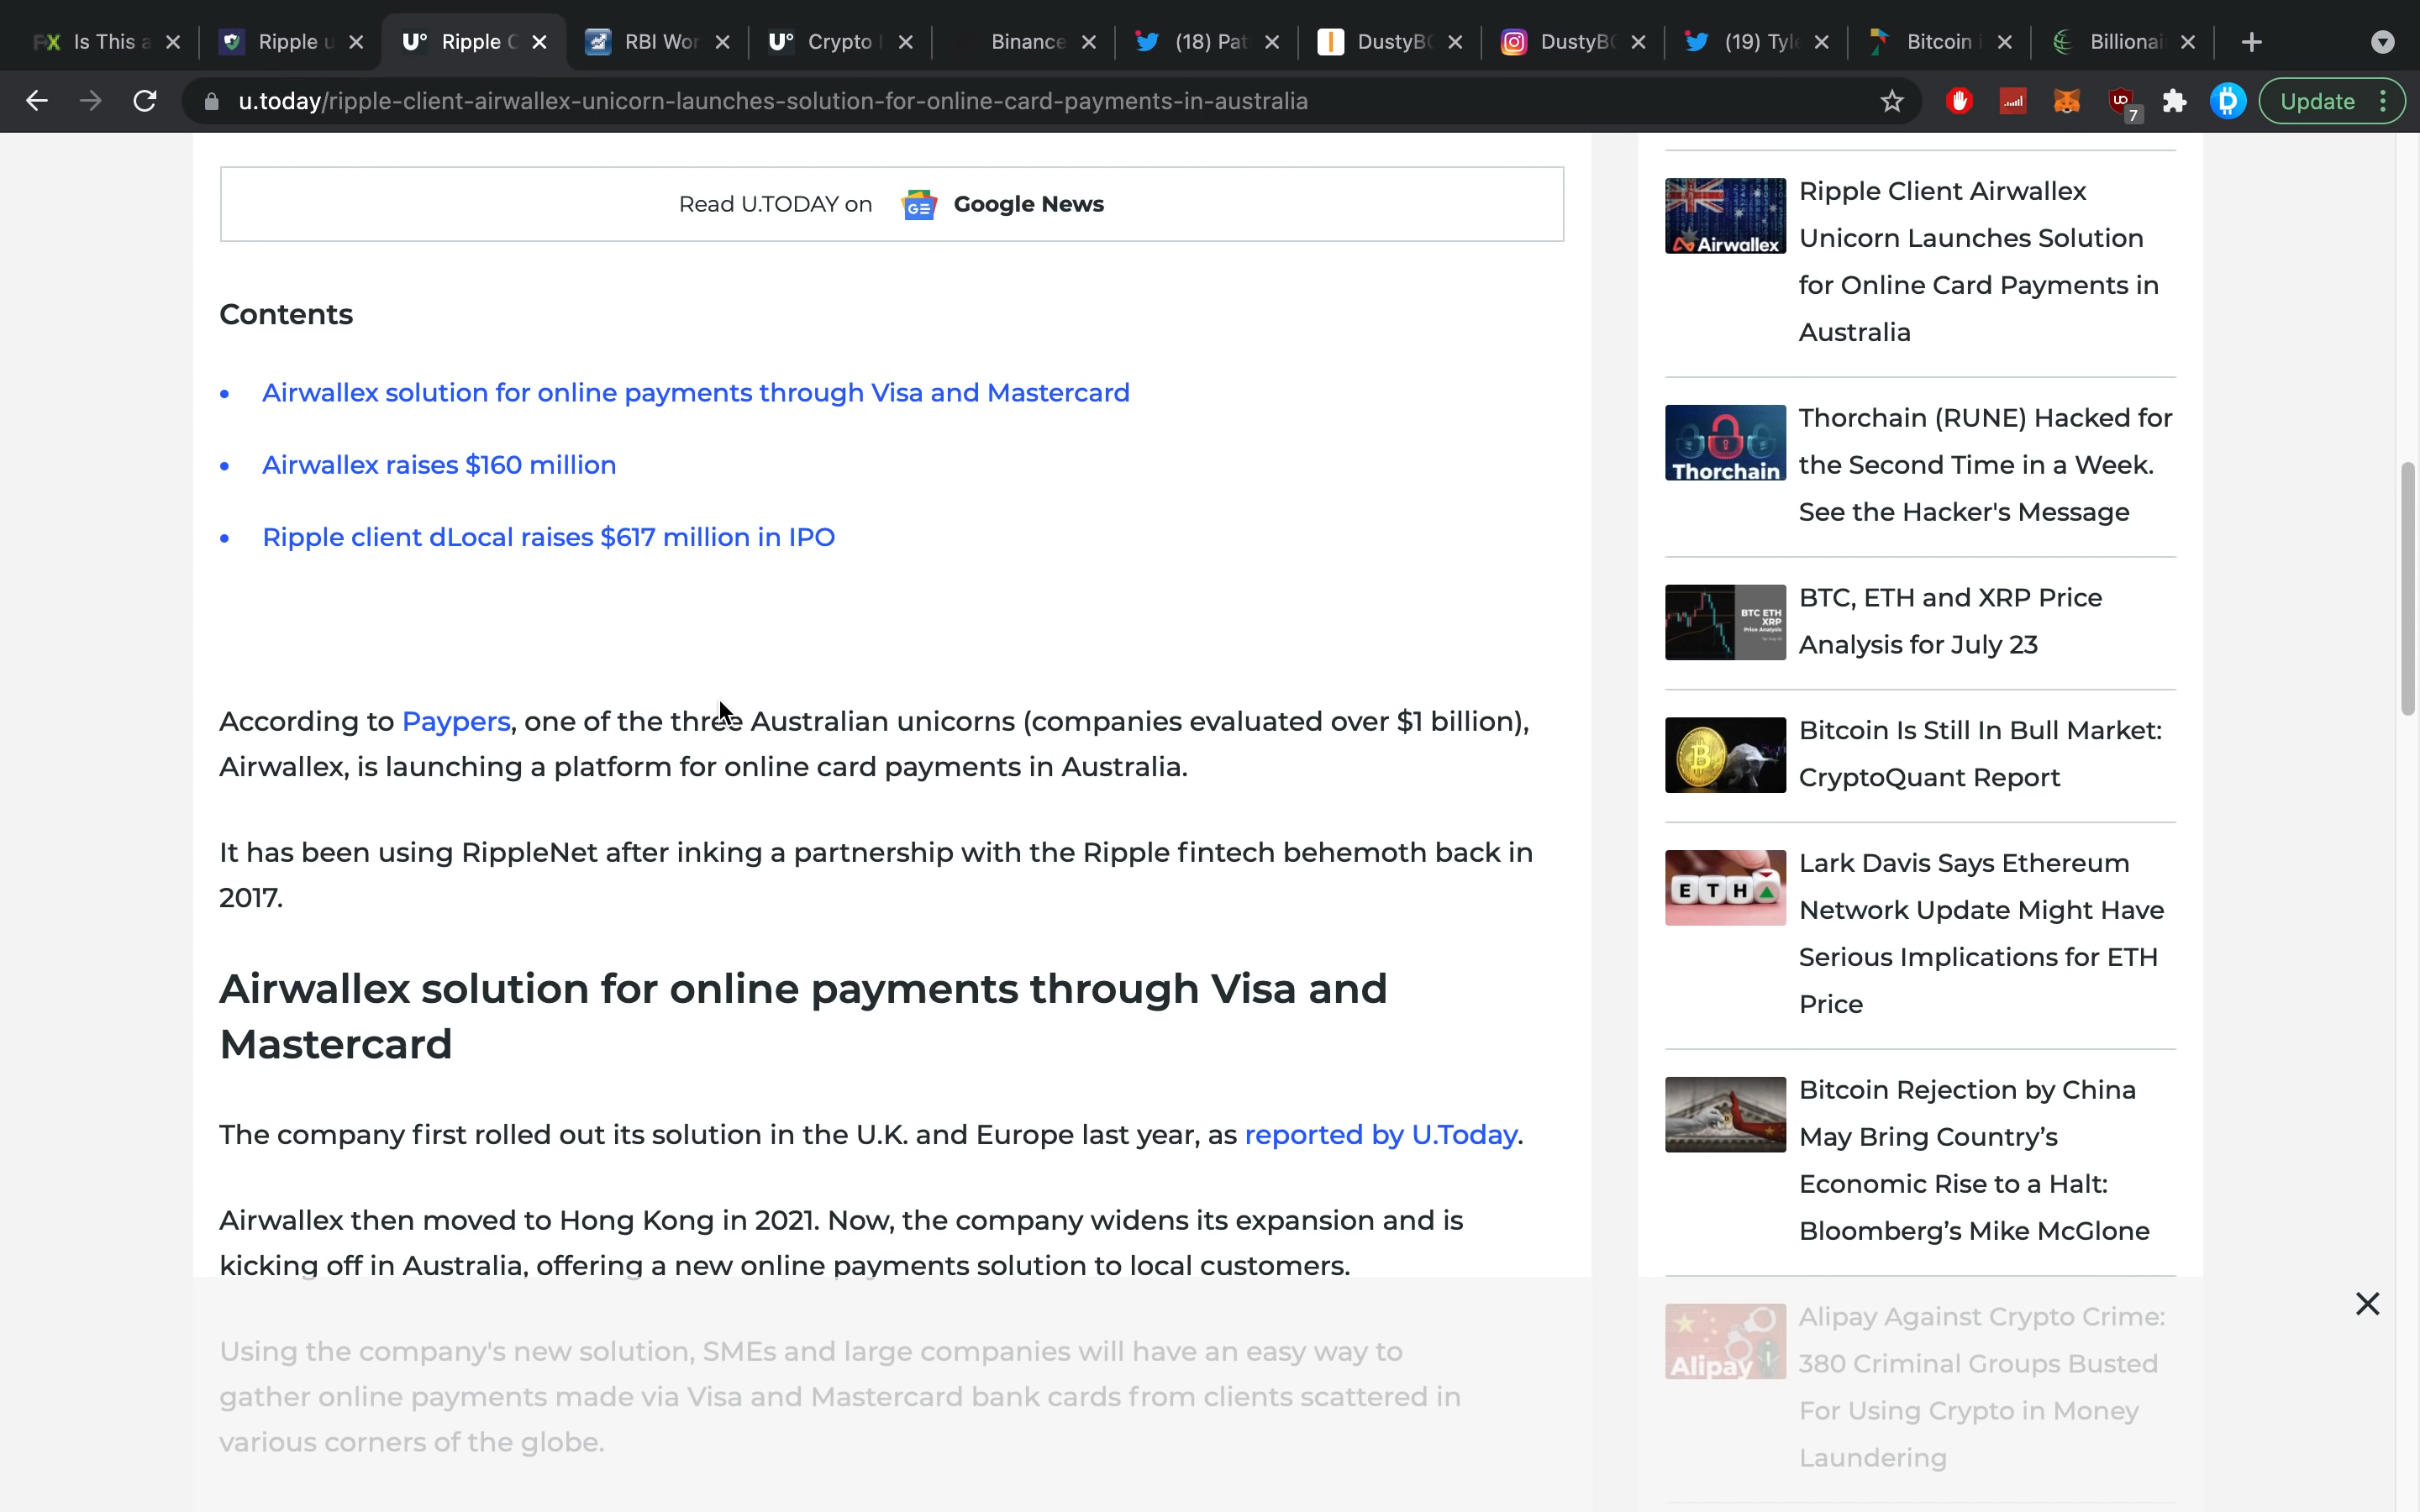 Is This a
Ripple u
U° Ripple C
RBI Wor
U° Crypto
Binance
(18) Pat
DustyBC
DustyBC
(19) Tyle
Bitcoin i
Billionai
u.today/ripple-client-airwallex-unicorn-launches-solution-for-online-card-payments-in-australia
7
Update
Read U.TODAY on GE Google News
Contents
• Airwallex solution for online payments through Visa and Mastercard
• Airwallex raises $160 million
• Ripple client dLocal raises $617 million in IPO
According to Paypers, one of the three Australian unicorns (companies evaluated over $1 billion),
Airwallex, is launching a platform for online card payments in Australia.
It has been using RippleNet after inking a partnership with the Ripple fintech behemoth back in
2017.
Airwallex solution for online payments through Visa and
Mastercard
The company first rolled out its solution in the U.K. and Europe last year, as reported by U.Today.
Airwallex then moved to Hong Kong in 2021. Now, the company widens its expansion and is
kicking off in Australia, offering a new online payments solution to local customers.
Using the company's new solution, SMEs and large companies will have an easy way to
gather online payments made via Visa and Mastercard bank cards from clients scattered in
various corners of the globe.
Airwallex
Ripple Client Airwallex
Unicorn Launches Solution
for Online Card Payments in
Australia
Thorchain
Thorchain (RUNE) Hacked for
the Second Time in a Week.
See the Hacker's Message
BTC ETH
XRP
Price Analysis
BTC, ETH and XRP Price
Analysis for July 23
Bitcoin Is Still In Bull Market:
CryptoQuant Report
E T H
Lark Davis Says Ethereum
Network Update Might Have
Serious Implications for ETH
Price
Bitcoin Rejection by China
May Bring Country’s
Economic Rise to a Halt:
Bloomberg’s Mike McGlone
Alipay
Alipay Against Crypto Crime:
380 Criminal Groups Busted
For Using Crypto in Money
Laundering